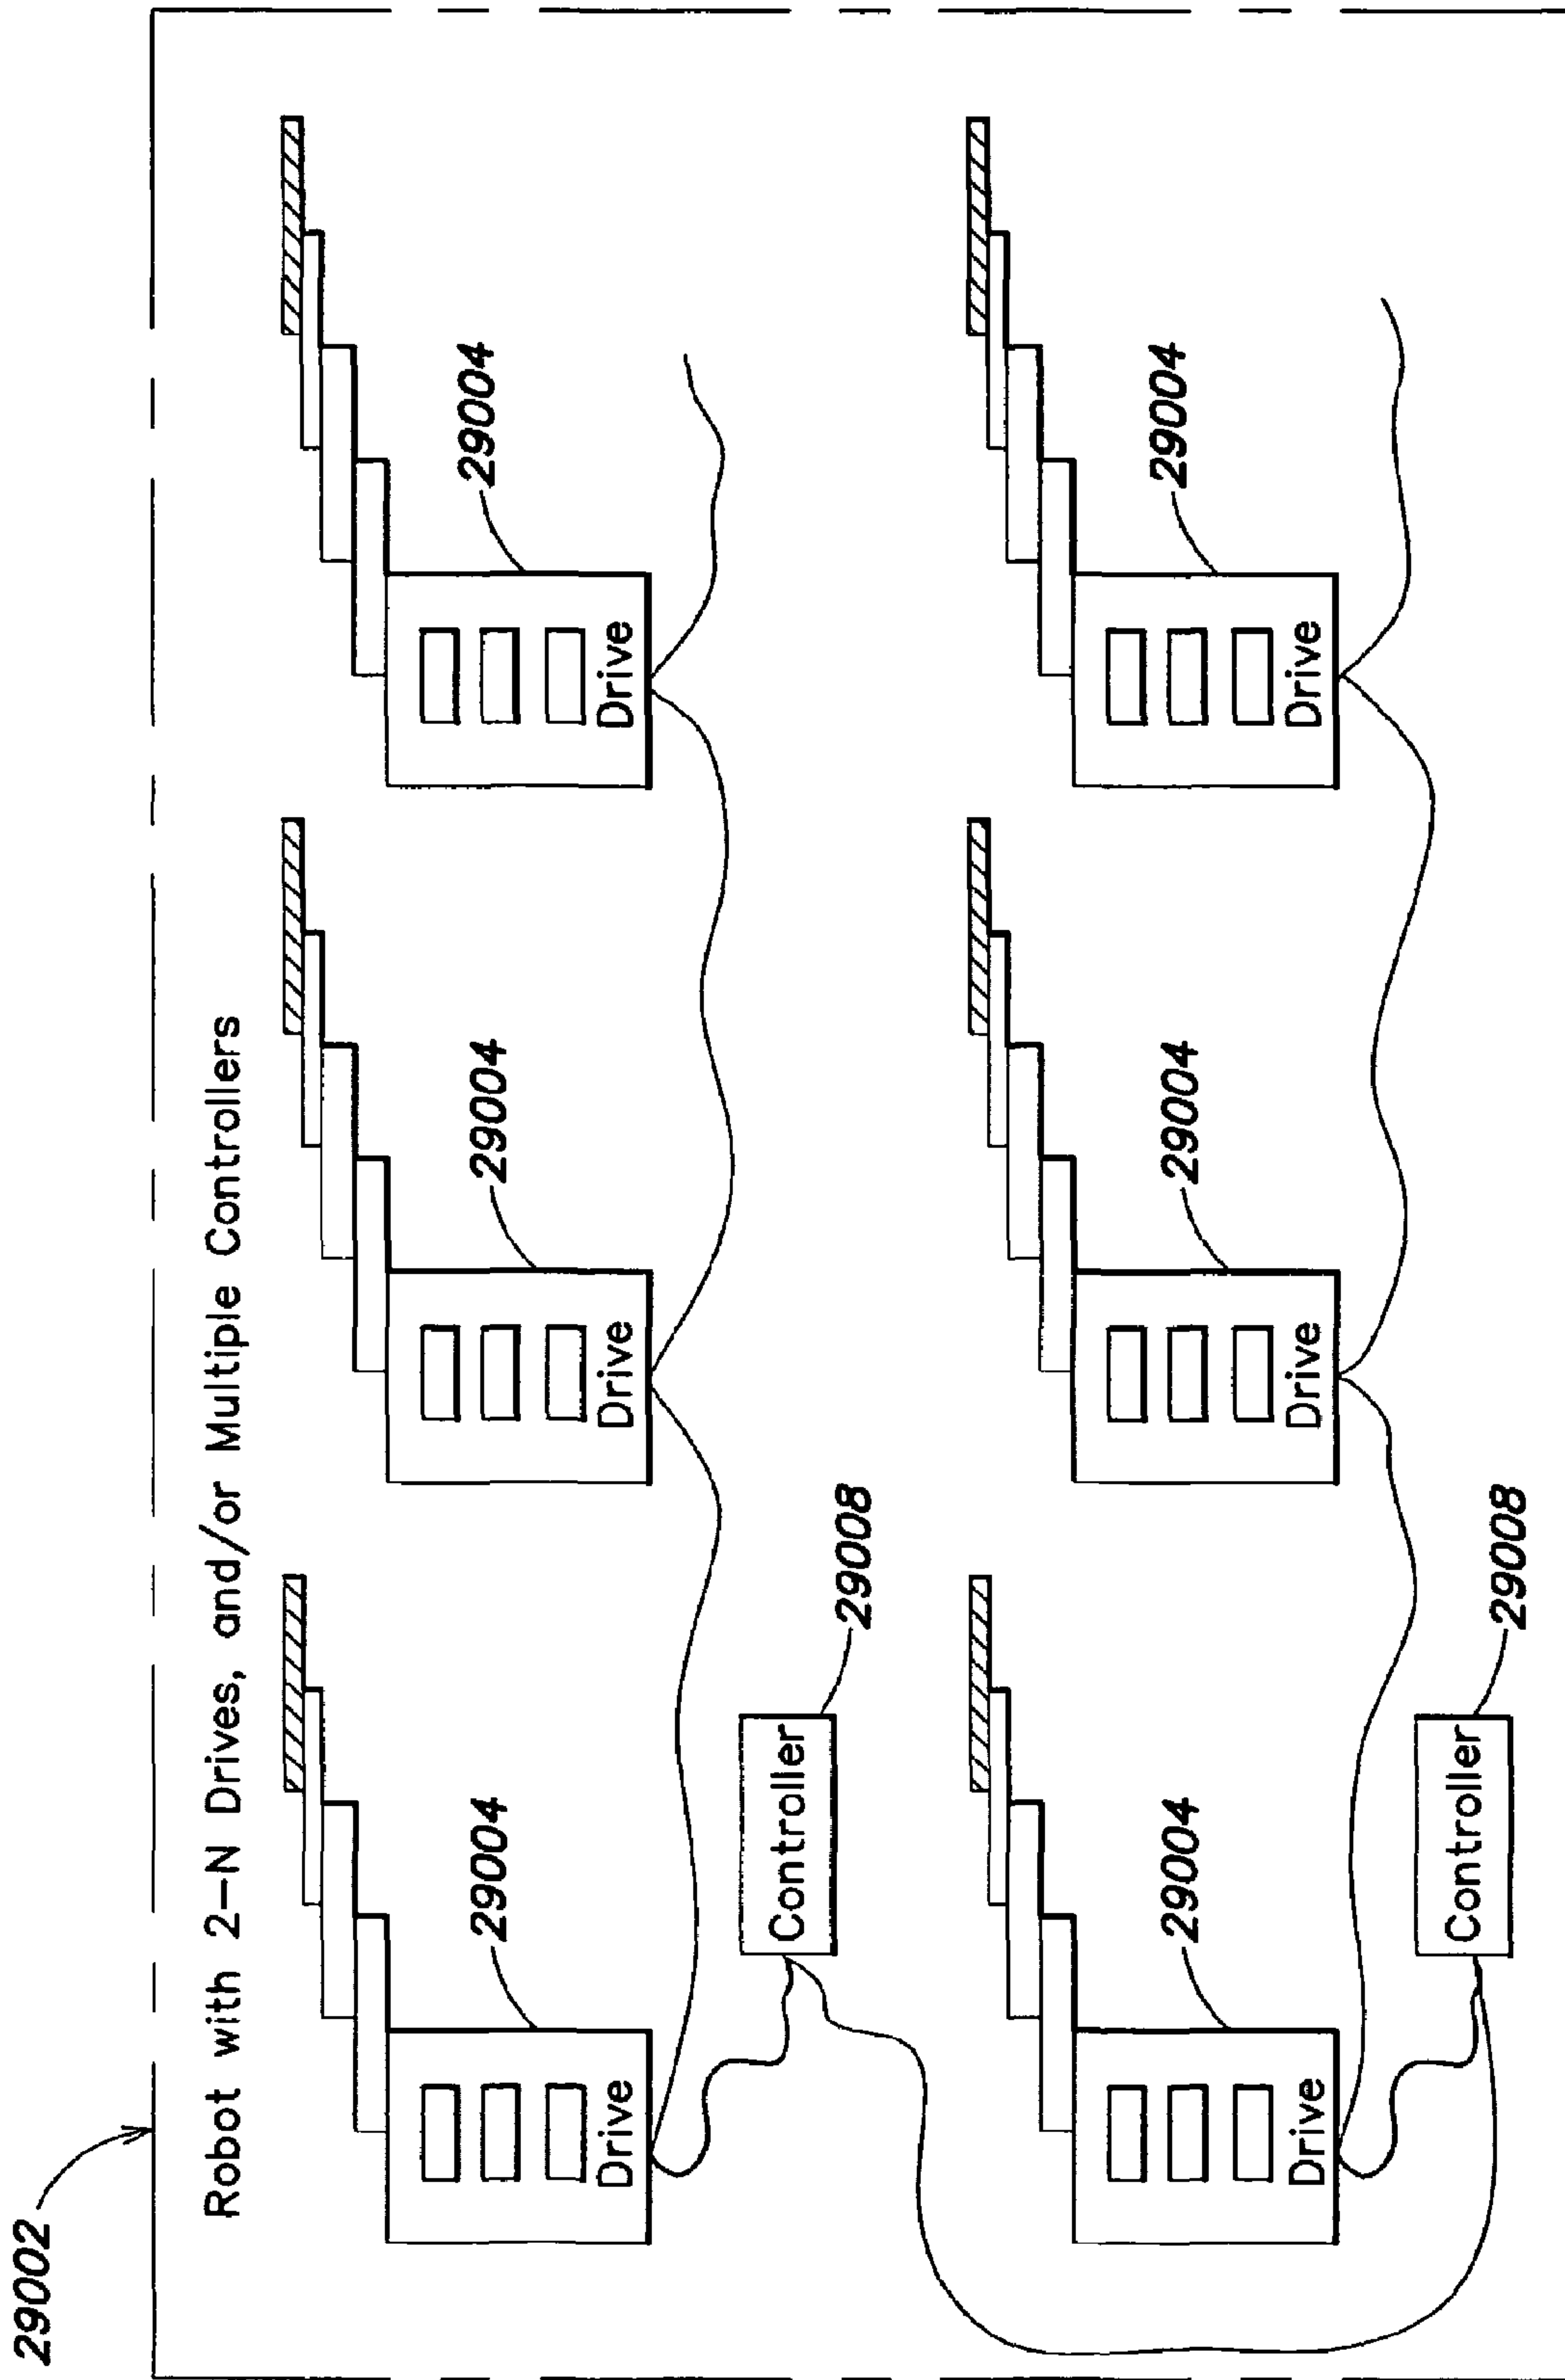 29002
Robot with 2-N Drives, and/or Multiple Controllers
29004
29004
29004
Drive
Drive
Drive
Controller
29008
29004
29004
29004
Drive
Drive
Drive
Controller
29008